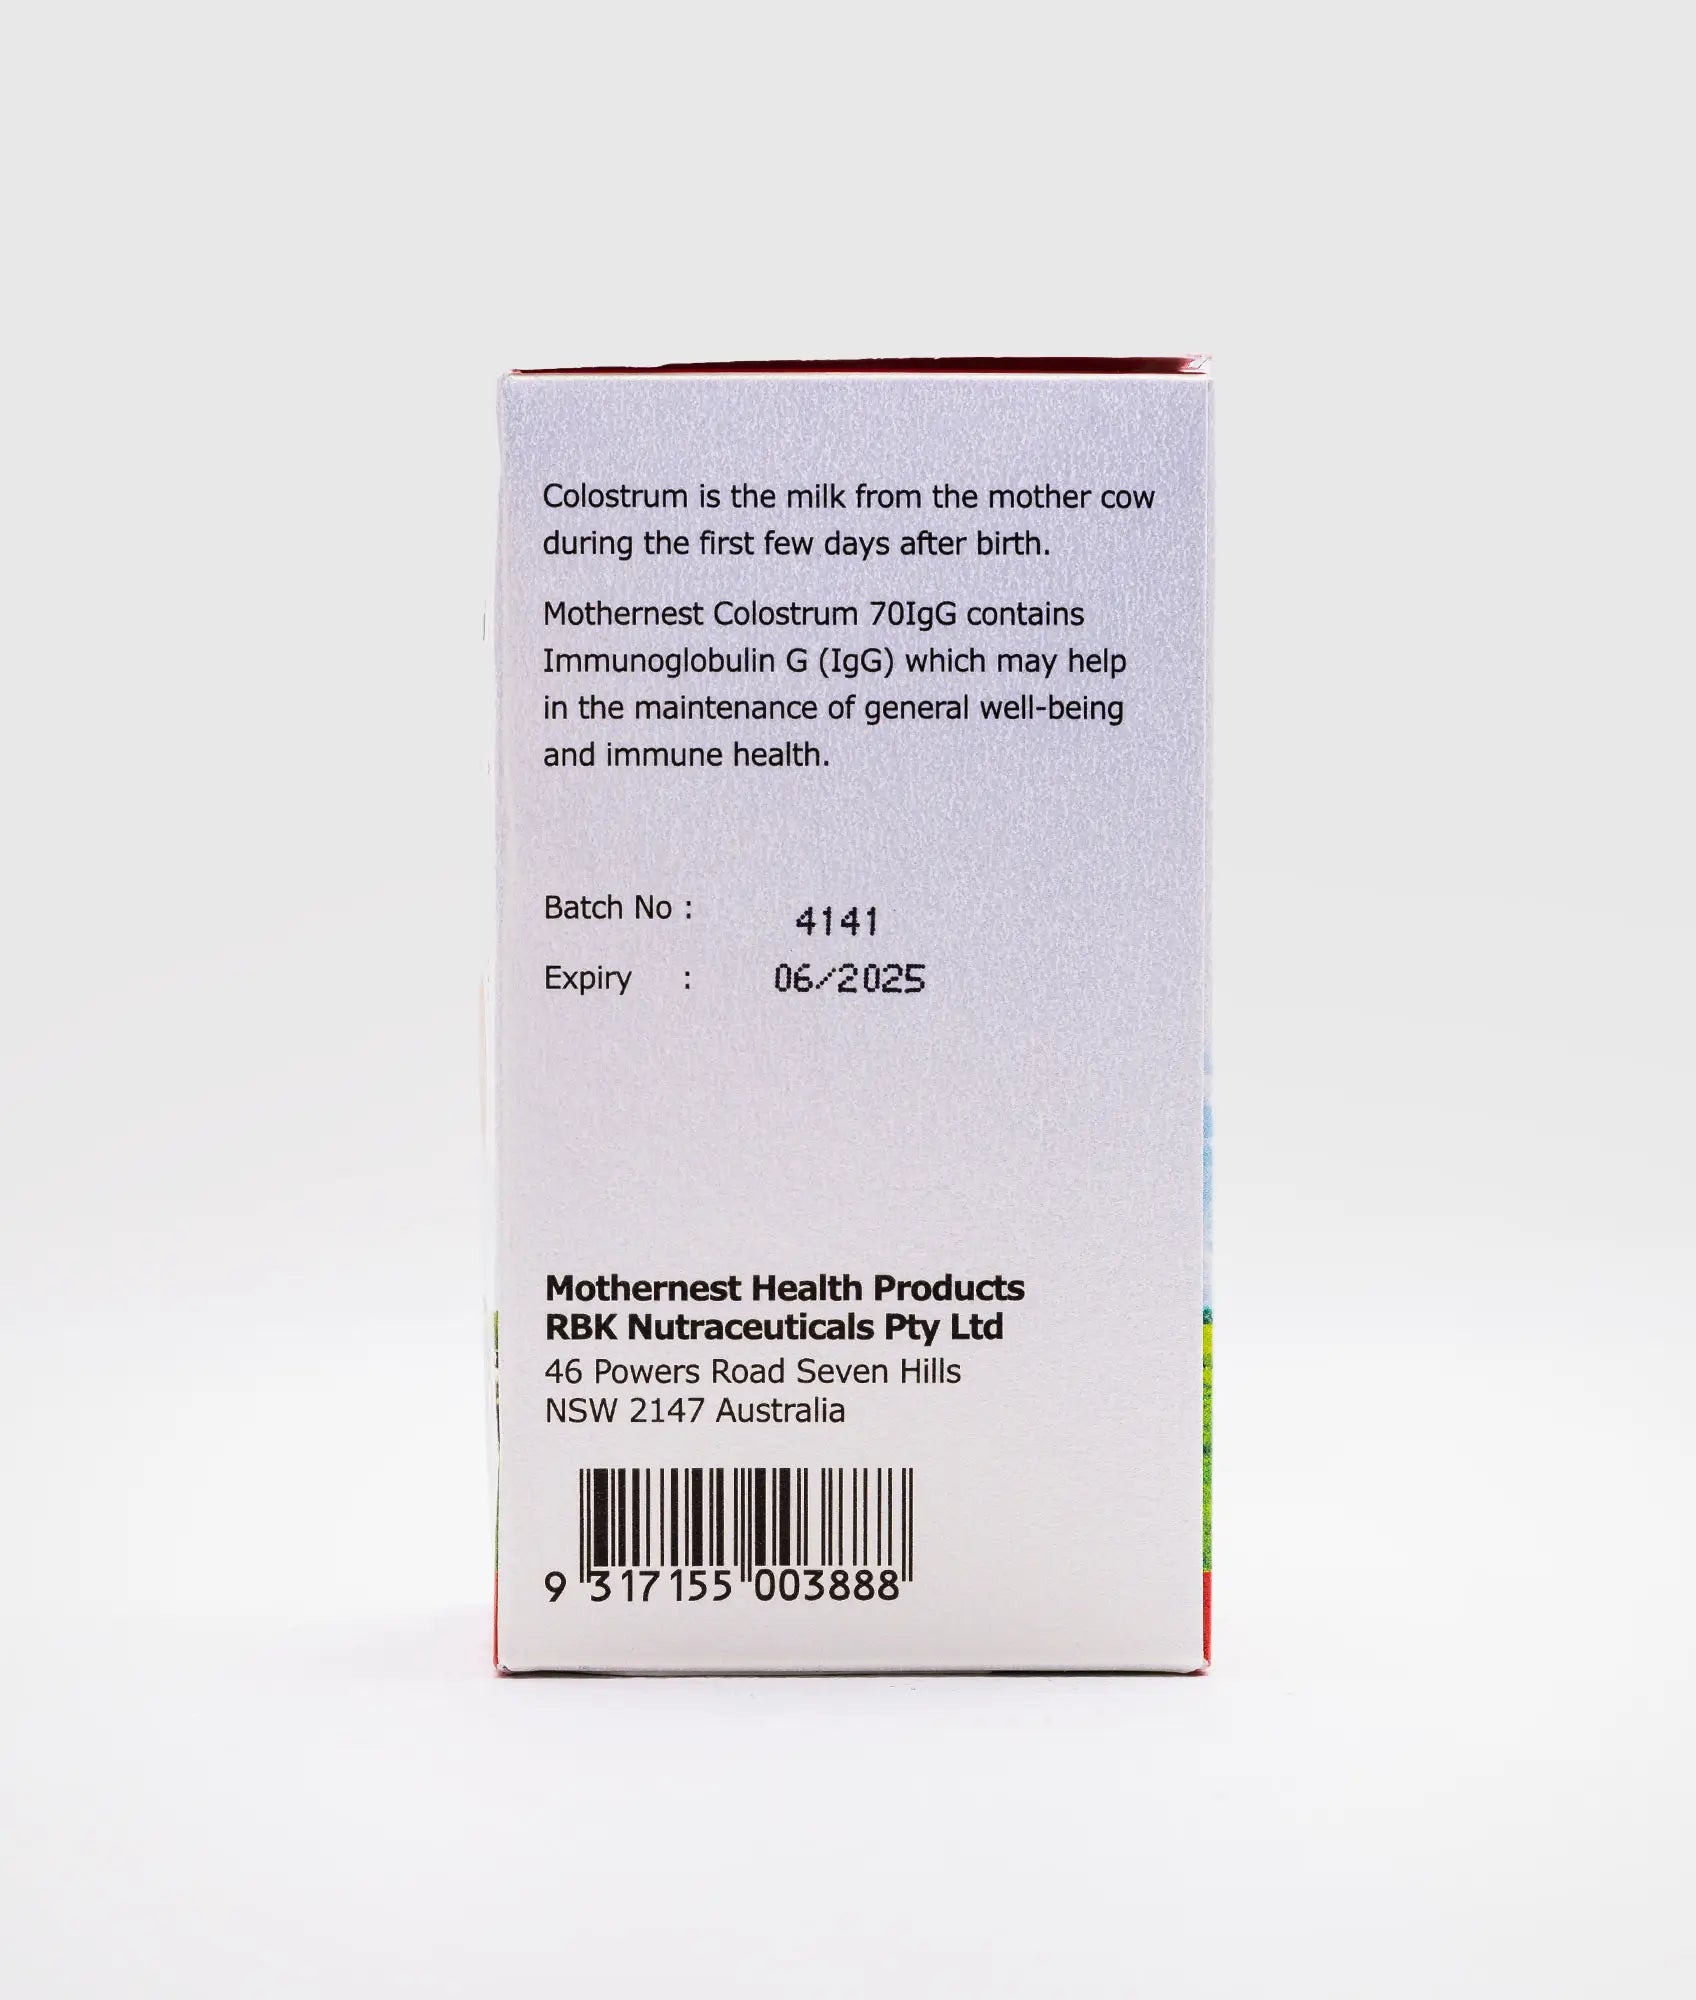 Colostrum is the milk from the mother cow
during the first few days after birth.
Mothernest Colostrum 70IgG contains
Immunoglobulin G (IgG) which may help
in the maintenance of general well-being
and immune health.
Batch No : 4141
Expiry : 06/2025
Mothernest Health Products
RBK Nutraceuticals Pty Ltd
46 Powers Road Seven Hills
NSW 2147 Australia
9 317155 003888